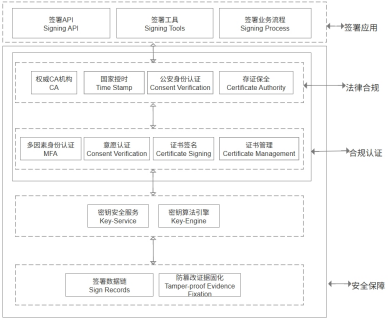 签署API
Signing API
签署工具
Signing Tools
签署业务流程
Signing Process
签署应用
权威CA机构
CA
国家授时
Time Stamp
公安身份认证
Consent Verification
存证保全
Certificate Authority
法律合规
多因素身份认证
MFA
意愿认证
Consent Verification
证书签名
Certificate Signing
证书管理
Certificate Management
合规认证
密钥安全服务
Key-Service
密钥算法引擎
Key-Engine
签署数据链
Sign Records
防篡改证据固化
Tamper-proof Evidence
Fixation
安全保障